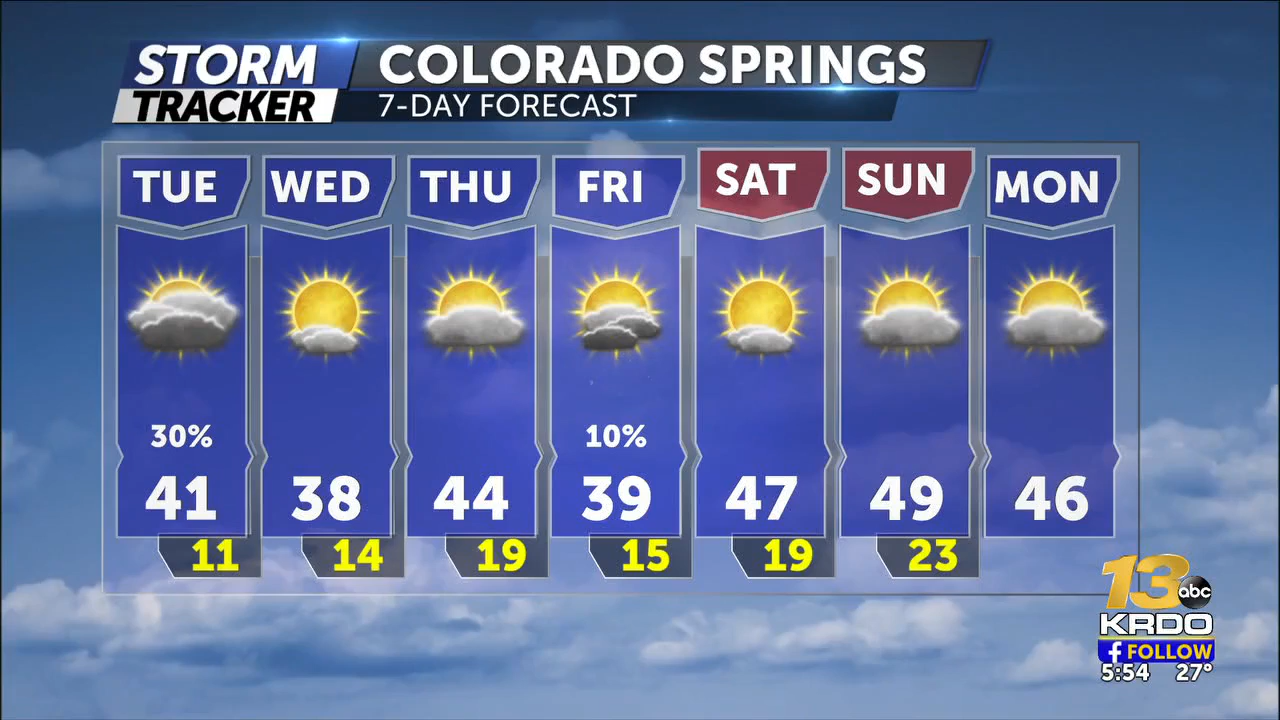 STORM TRACKER
COLORADO SPRINGS
7-DAY FORECAST
TUE WED THU FRI SAT SUN MON
30% 10%
41 38 44 39 47 49 46
11 14 19 15 19 23
13 abc
KRDO
f FOLLOW
5:54 27°